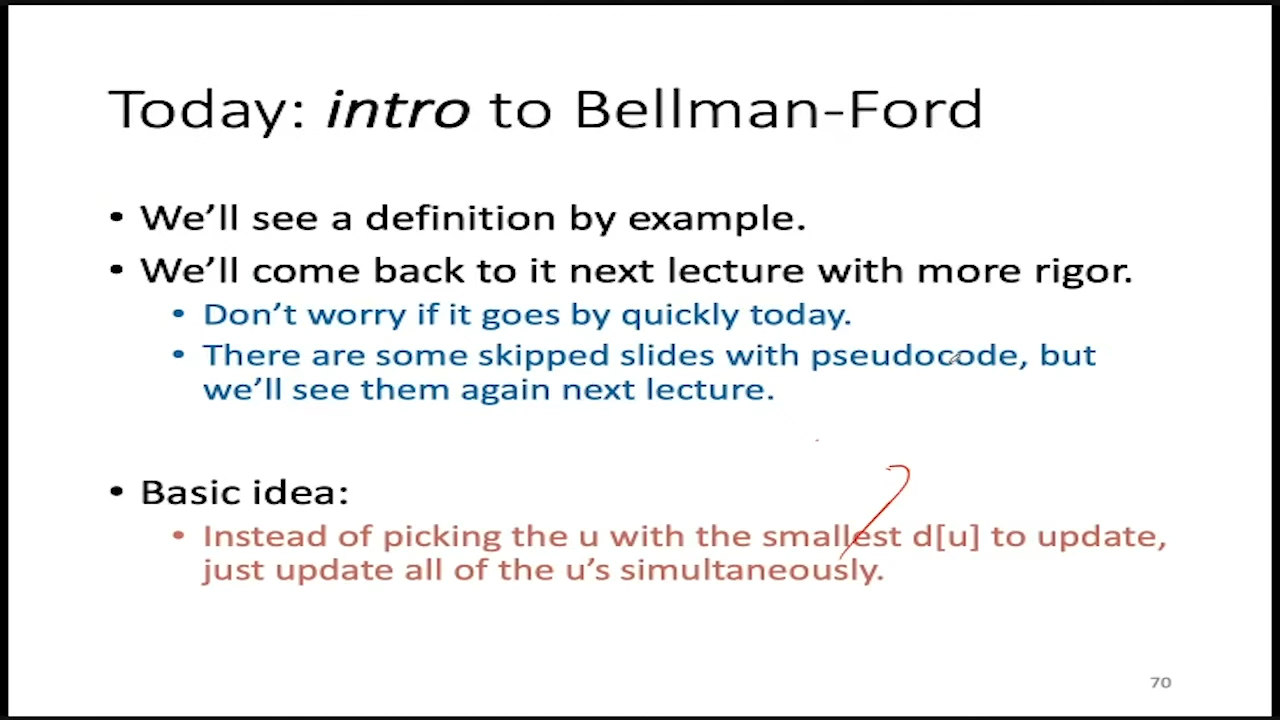 Today: intro to Bellman-Ford
• We’ll see a definition by example.
• We’ll come back to it next lecture with more rigor.
• Don’t worry if it goes by quickly today.
• There are some skipped slides with pseudocode, but
we’ll see them again next lecture.
• Basic idea:
• Instead of picking the u with the smallest d[u] to update,
just update all of the u’s simultaneously.
70